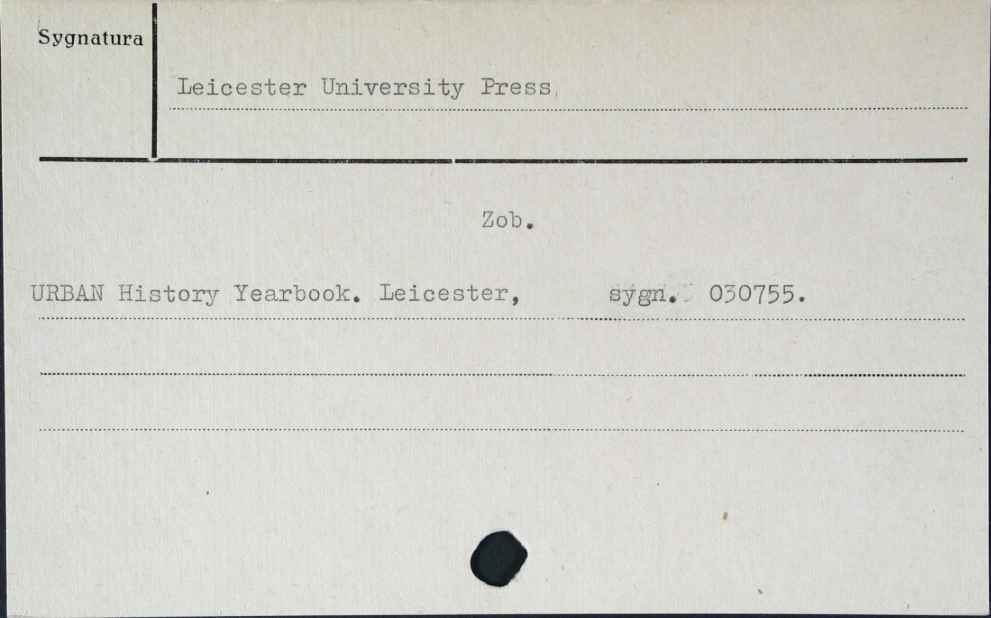 Sygnatura
Leicester University Press
Zob.
URBAN History Yearbook. Leicester, sygn. 030755.